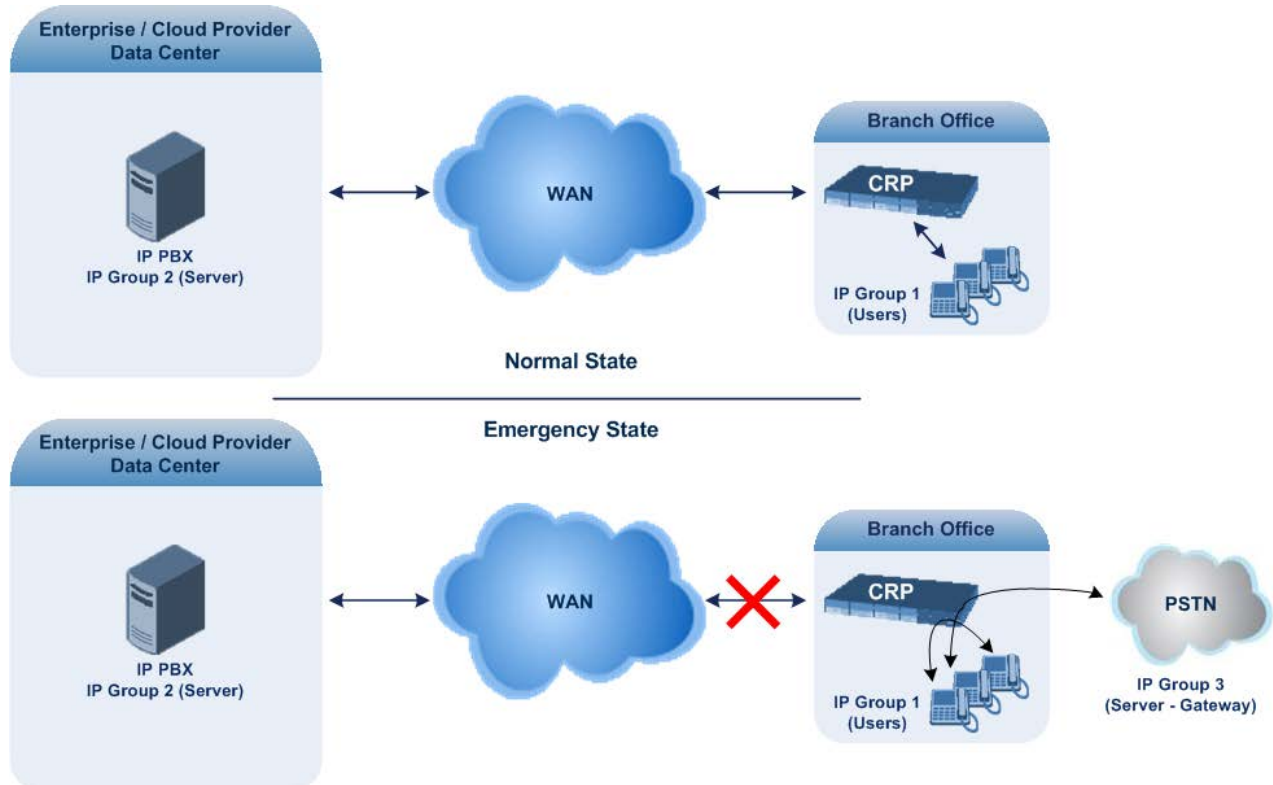 Enterprise / Cloud Provider
Data Center
IP PBX
IP Group 2 (Server)
WAN
Branch Office
CRP
IP Group 1
(Users)
Normal State
Emergency State
Enterprise / Cloud Provider
Data Center
IP PBX
IP Group 2 (Server)
WAN
Branch Office
CRP
IP Group 1
(Users)
PSTN
IP Group 3
(Server - Gateway)